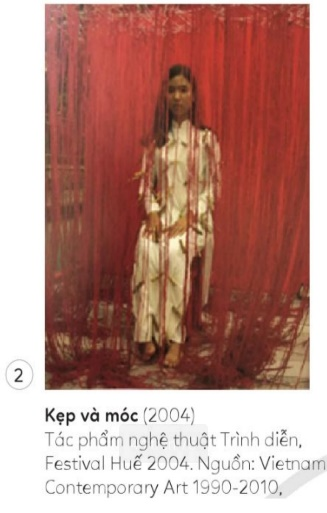 2
Kẹp và móc (2004)
Tác phẩm nghệ thuật Trình diễn,
Festival Huế 2004. Nguồn: Vietnam
Contemporary Art 1990-2010,